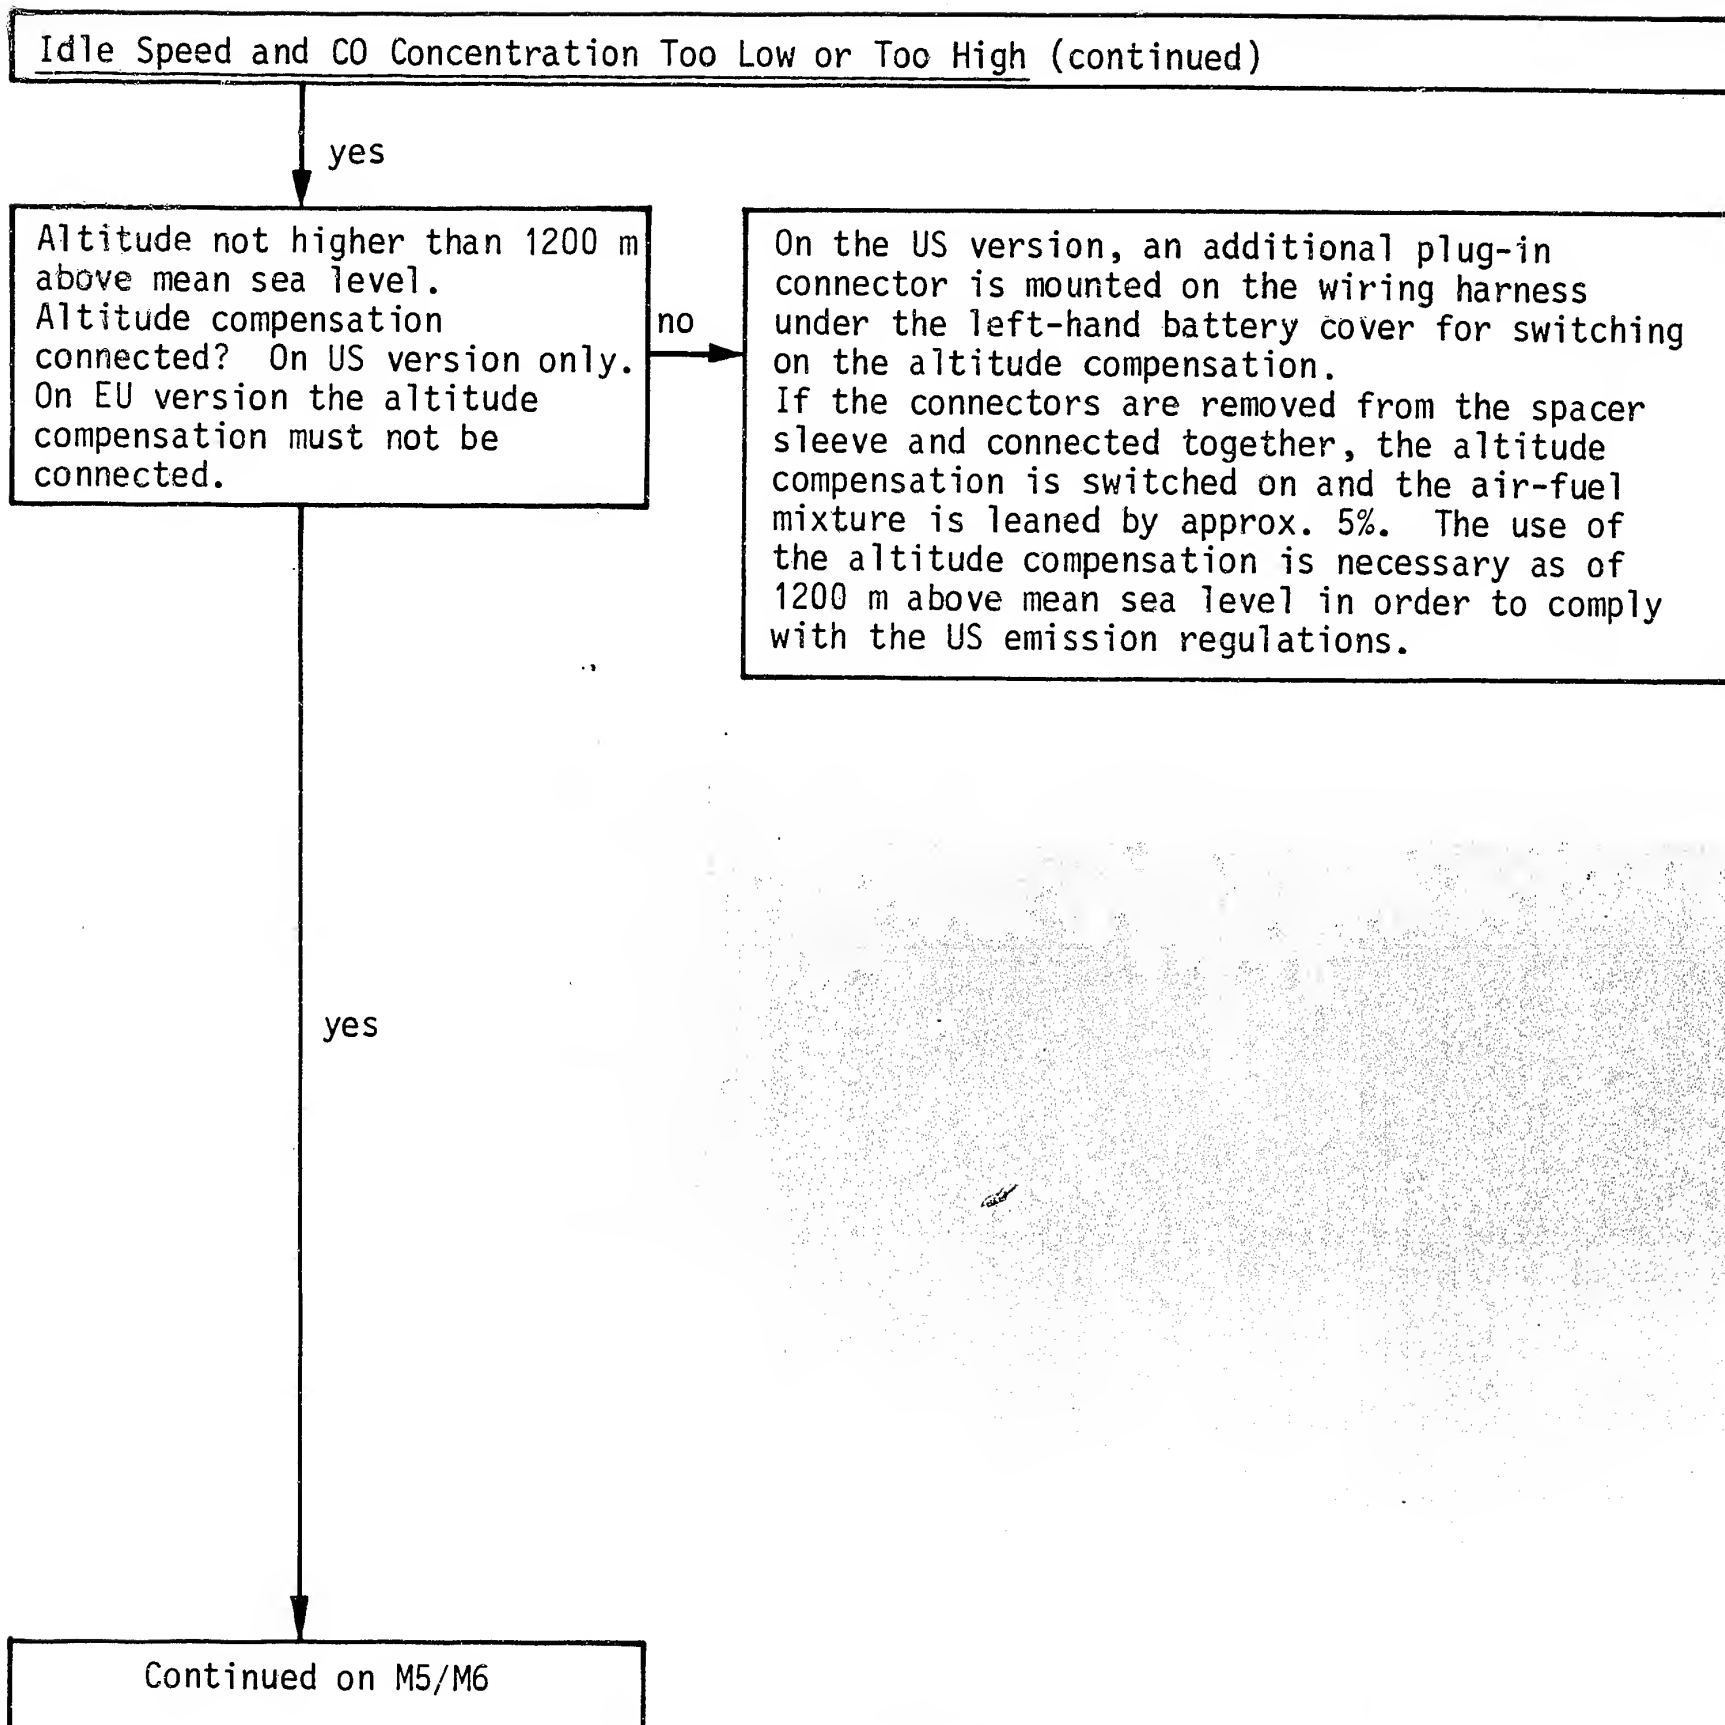 Idle Speed and CO Concentration Too Low or Too High (continued)
yes
Altitude not higher than 1200 m
above mean sea level.
Altitude compensation
connected? On US version only.
On EU version the altitude
compensation must not be
connected.
no
On the US version, an additional plug-in
connector is mounted on the wiring harness
under the left-hand battery cover for switching
on the altitude compensation.
If the connectors are removed from the spacer
sleeve and connected together, the altitude
compensation is switched on and the air-fuel
mixture is leaned by approx. 5%. The use of
the altitude compensation is necessary as of
1200 m above mean sea level in order to comply
with the US emission regulations.
yes
Continued on M5/M6